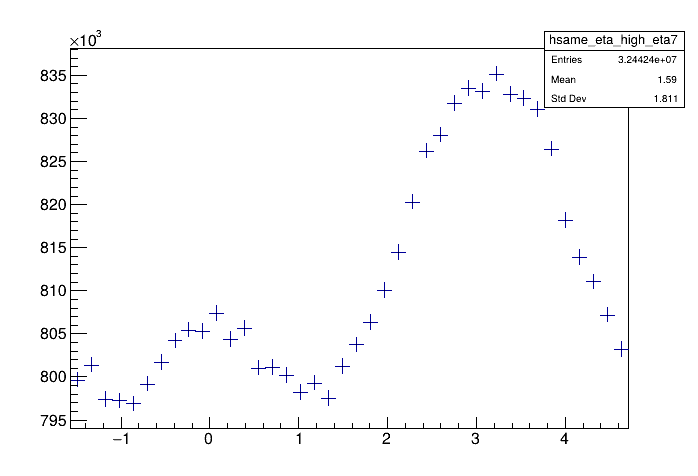 ×10³
hsame_eta_high_eta7
Entries 3.24424e+07
Mean 1.59
Std Dev 1.811
835
830
825
820
815
810
805
800
795
−1 0 1 2 3 4